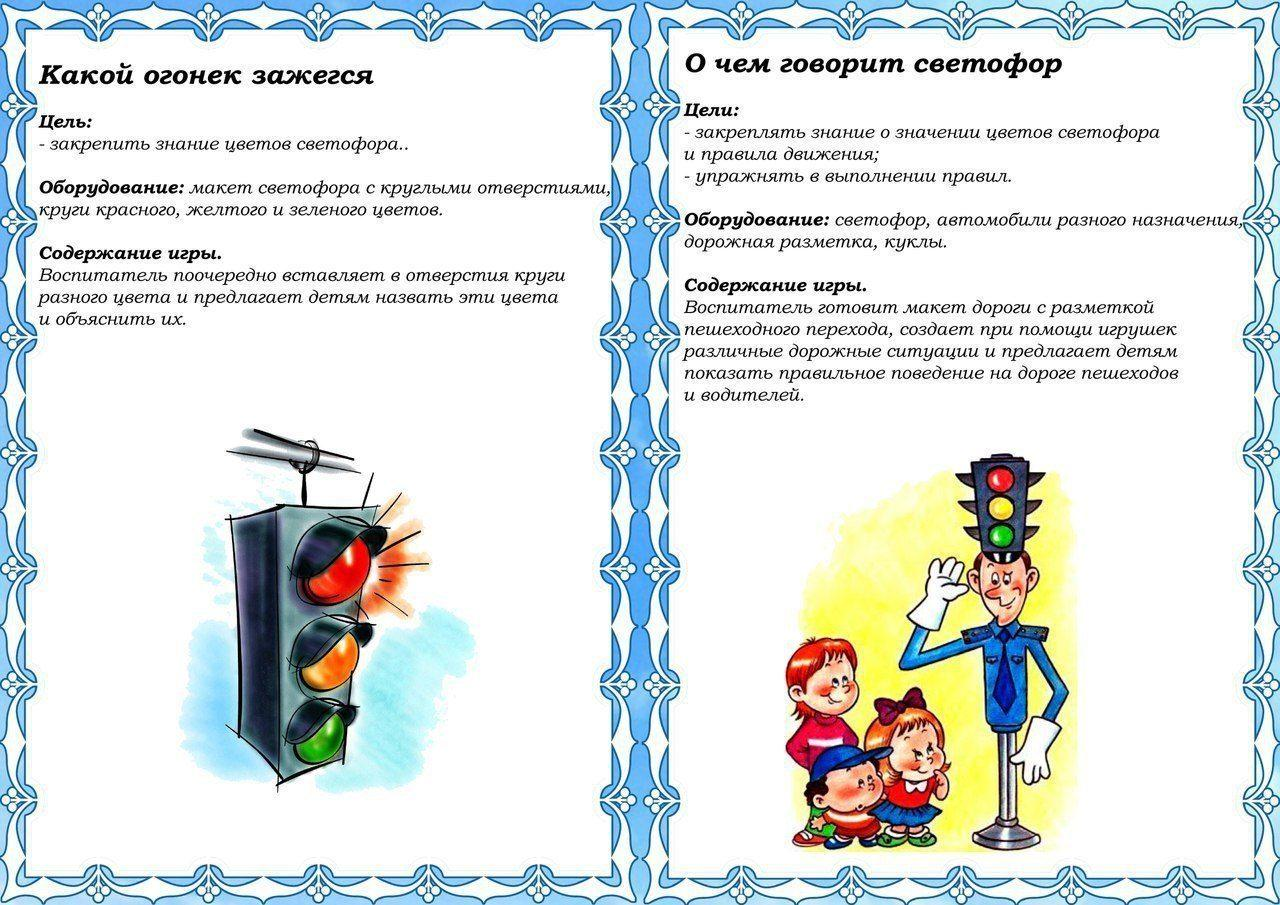 Какой огонек зажегся
Цель:
- закрепить знание цветов светофора..
Оборудование: макет светофора с круглыми отверстиями,
круги красного, желтого и зеленого цветов.
Содержание игры.
Воспитатель поочередно вставляет в отверстия круги
разного цвета и предлагает детям назвать эти цвета
и объяснить их.
О чем говорит светофор
Цели:
- закреплять знание о значении цветов светофора
и правила движения;
- упражнять в выполнении правил.
Оборудование: светофор, автомобили разного назначения,
дорожная разметка, куклы.
Содержание игры.
Воспитатель готовит макет дороги с разметкой
пешеходного перехода, создает при помощи игрушек
различные дорожные ситуации и предлагает детям
показать правильное поведение на дороге пешеходов
и водителей.